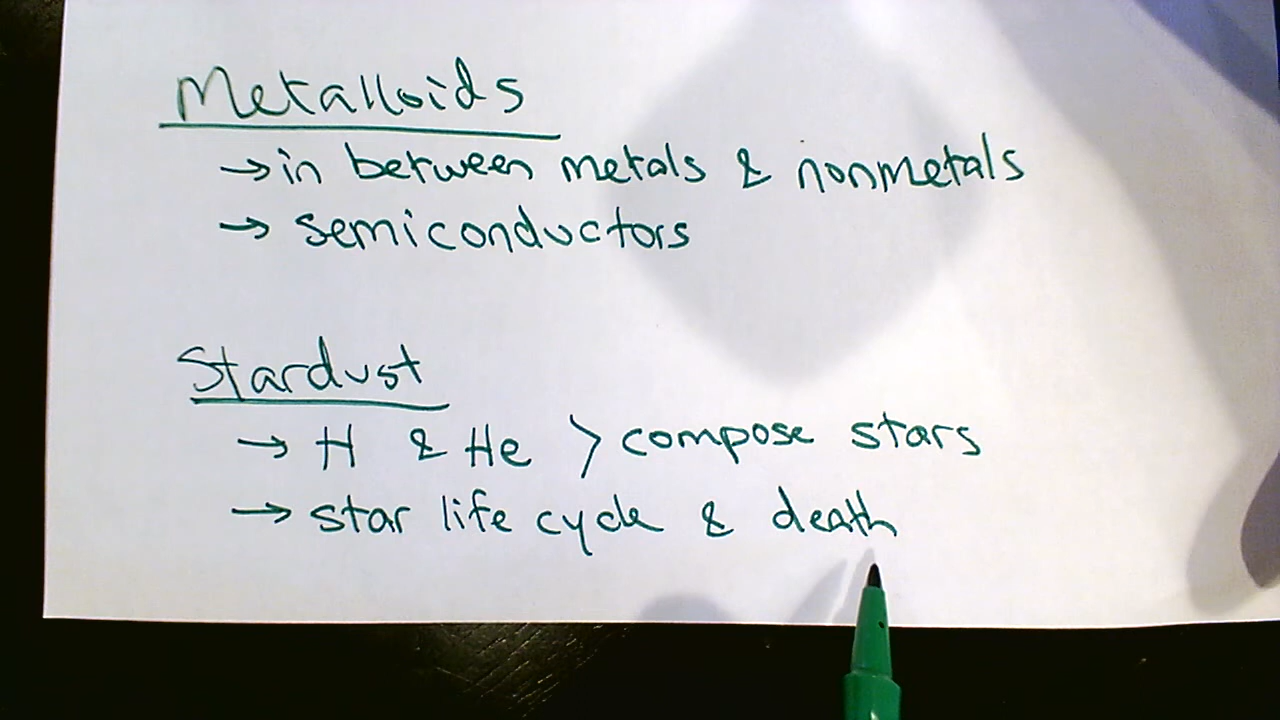 Metalloids
→ in between metals & nonmetals
→ semiconductors
Stardust
→ H & He > compose stars
→ star life cycle & death